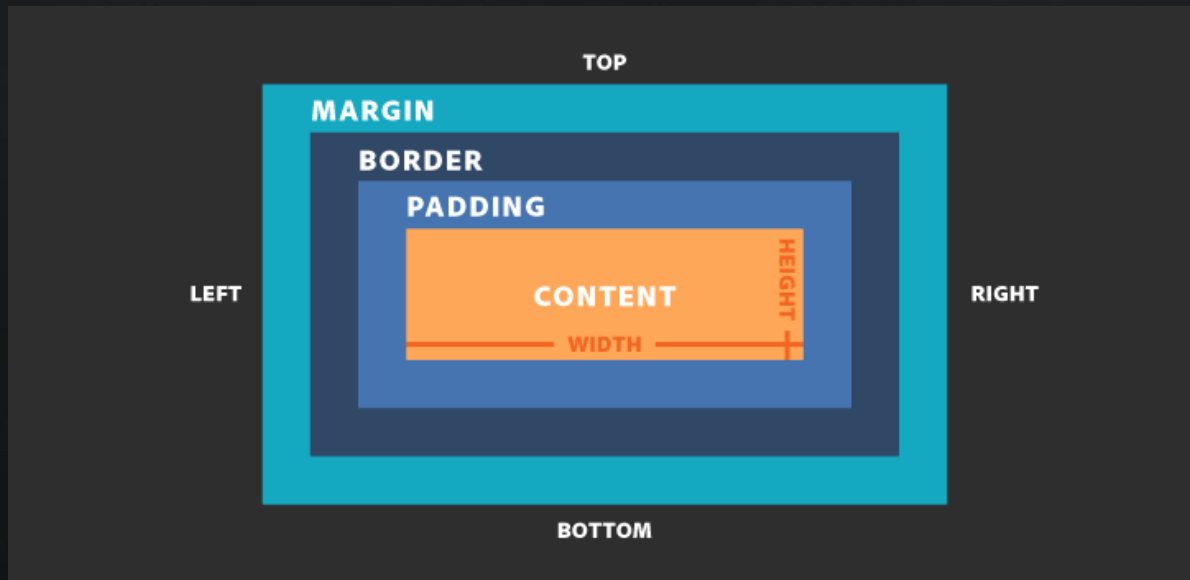 TOP
MARGIN
BORDER
PADDING
HEIGHT
LEFT
CONTENT
RIGHT
WIDTH
BOTTOM